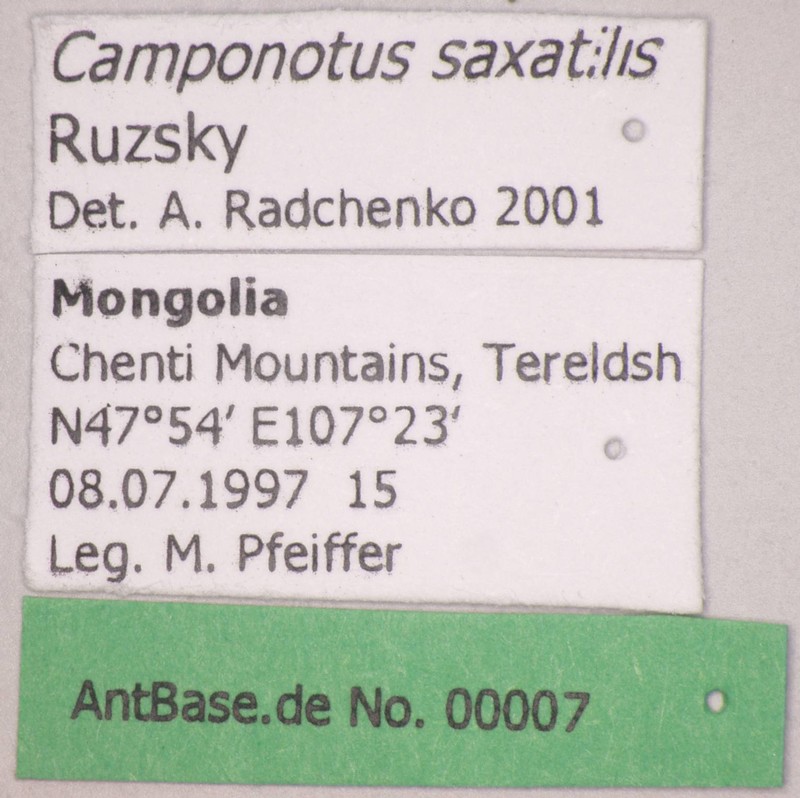 Camponotus saxatilis
Ruzsky
Det. A. Radchenko 2001
Mongolia
Chenti Mountains, Tereldsh
N47°54' E107°23'
08.07.1997 15
Leg. M. Pfeiffer
AntBase.de No. 00007